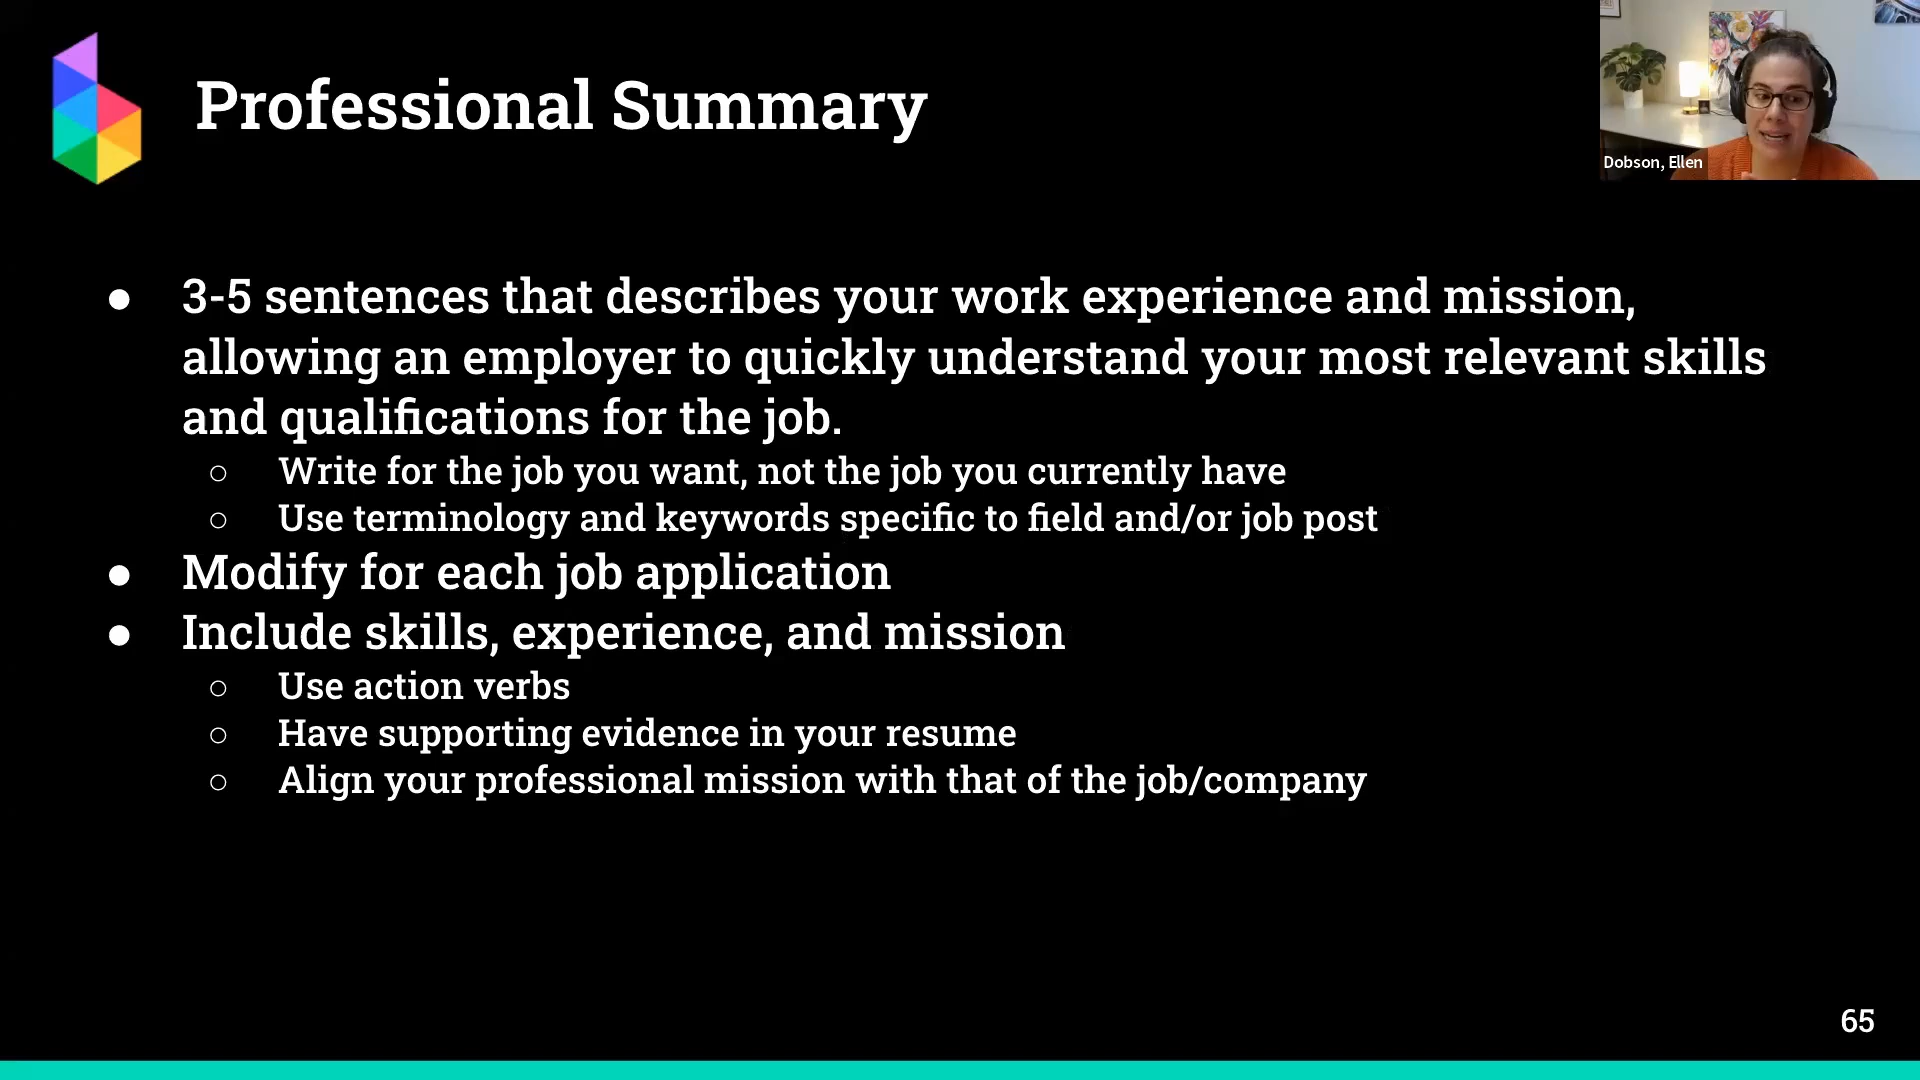 Professional Summary
Dobson, Ellen
● 3-5 sentences that describes your work experience and mission,
allowing an employer to quickly understand your most relevant skills
and qualifications for the job.
○ Write for the job you want, not the job you currently have
○ Use terminology and keywords specific to field and/or job post
● Modify for each job application
● Include skills, experience, and mission
○ Use action verbs
○ Have supporting evidence in your resume
○ Align your professional mission with that of the job/company
65